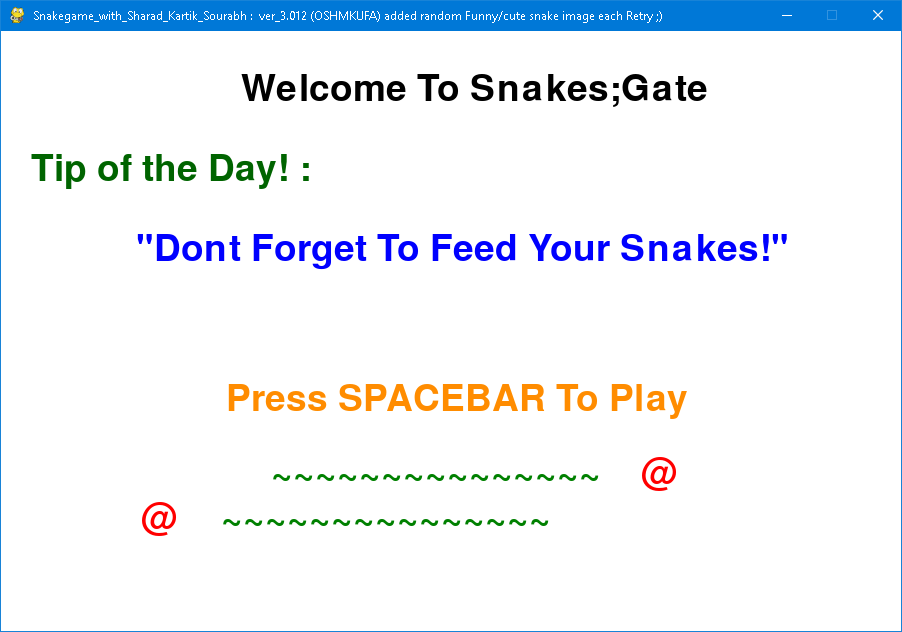 Snakegame_with_Sharad_Kartik_Sourabh :  ver_3.012 (OSHMKUFA) added random Funny/cute snake image each Retry ;)
Welcome To Snakes;Gate
Tip of the Day! :
"Dont Forget To Feed Your Snakes!"
Press SPACEBAR To Play
~~~~~~~~~~~~~~~ @
@ ~~~~~~~~~~~~~~~